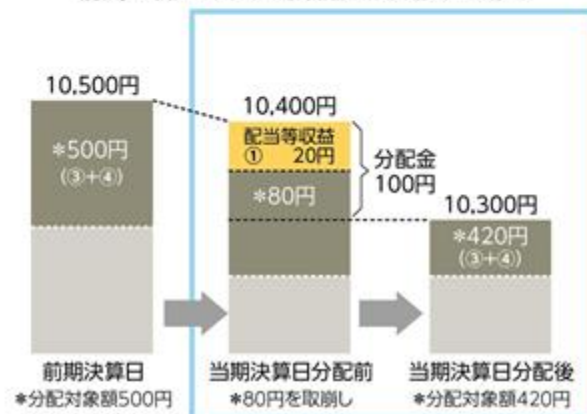 10,500円
*500円
(③+④)
10,400円
配当等収益
① 20円
*80円
分配金
100円
10,300円
*420円
(③+④)
前期決算日
*分配対象額500円
当期決算日分配前
*80円を取崩し
当期決算日分配後
*分配対象額420円